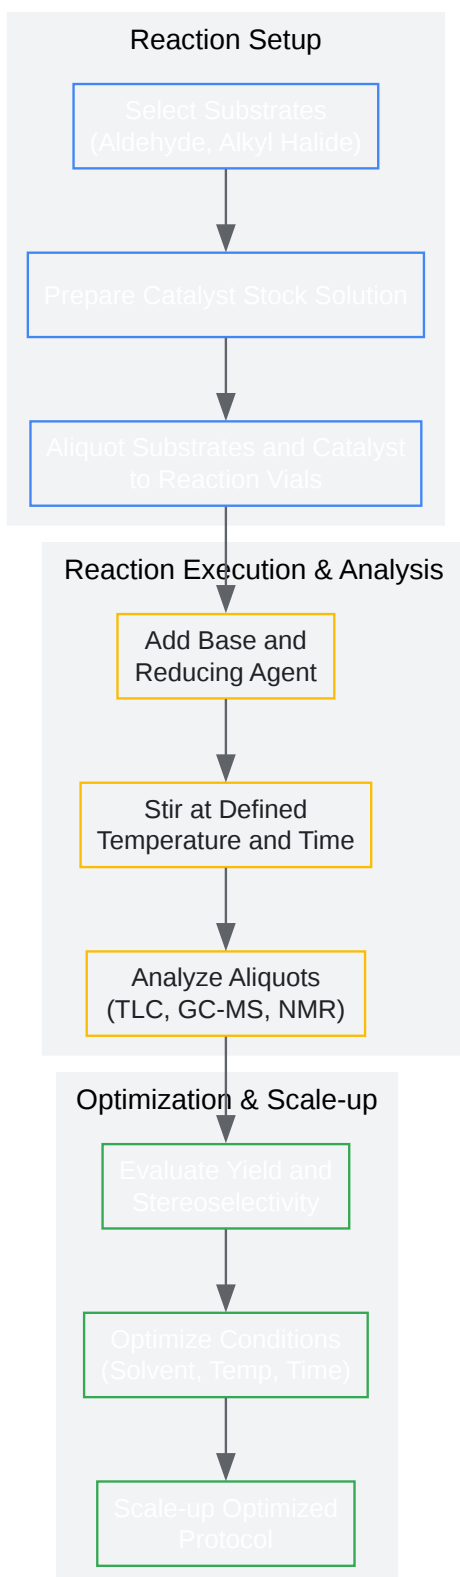 Reaction Setup
Select Substrates
(Aldehyde, Alkyl Halide)
Prepare Catalyst Stock Solution
Aliquot Substrates and Catalyst
to Reaction Vials
Reaction Execution & Analysis
Add Base and
Reducing Agent
Stir at Defined
Temperature and Time
Analyze Aliquots
(TLC, GC-MS, NMR)
Optimization & Scale-up
Evaluate Yield and
Stereoselectivity
Optimize Conditions
(Solvent, Temp, Time)
Scale-up Optimized
Protocol